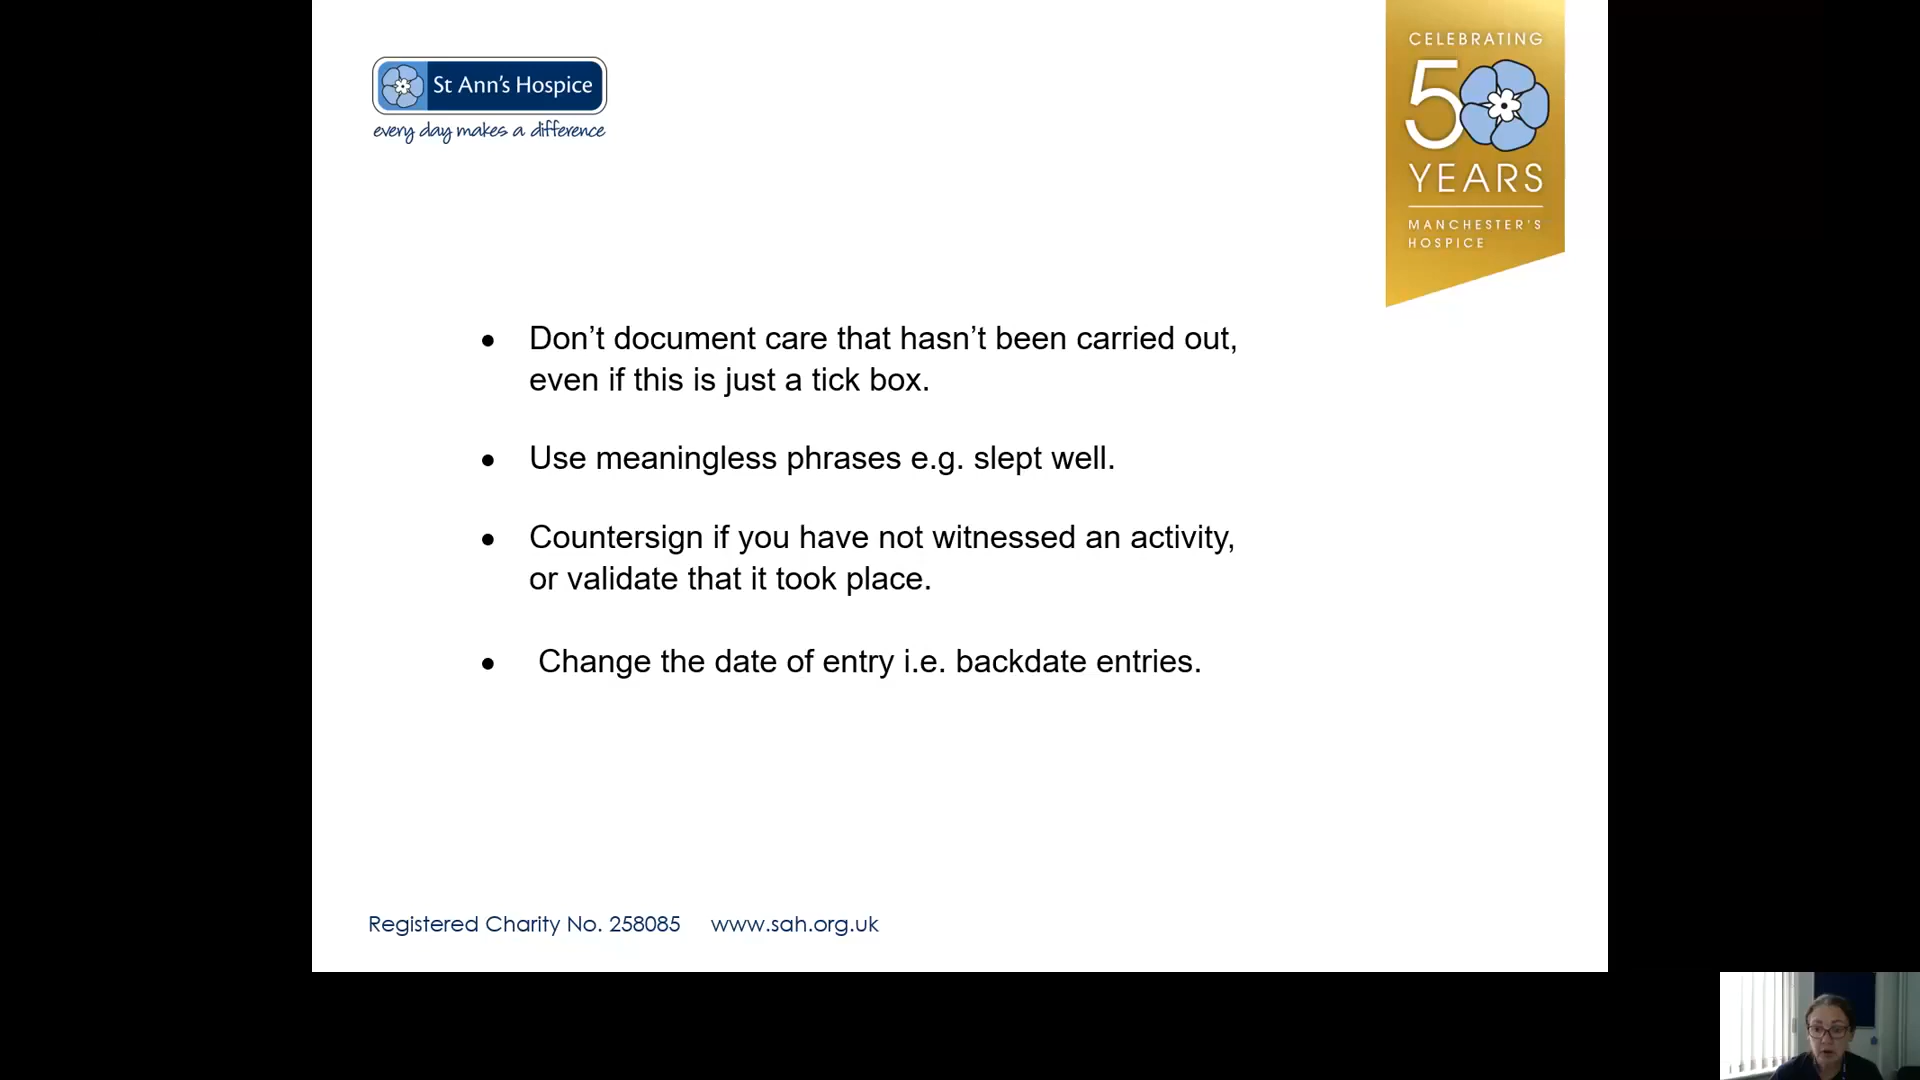 St Ann's Hospice
every day makes a difference
CELEBRATING
50
YEARS
MANCHESTER'S
HOSPICE
• Don’t document care that hasn’t been carried out,
even if this is just a tick box.
• Use meaningless phrases e.g. slept well.
• Countersign if you have not witnessed an activity,
or validate that it took place.
• Change the date of entry i.e. backdate entries.
Registered Charity No. 258085 www.sah.org.uk